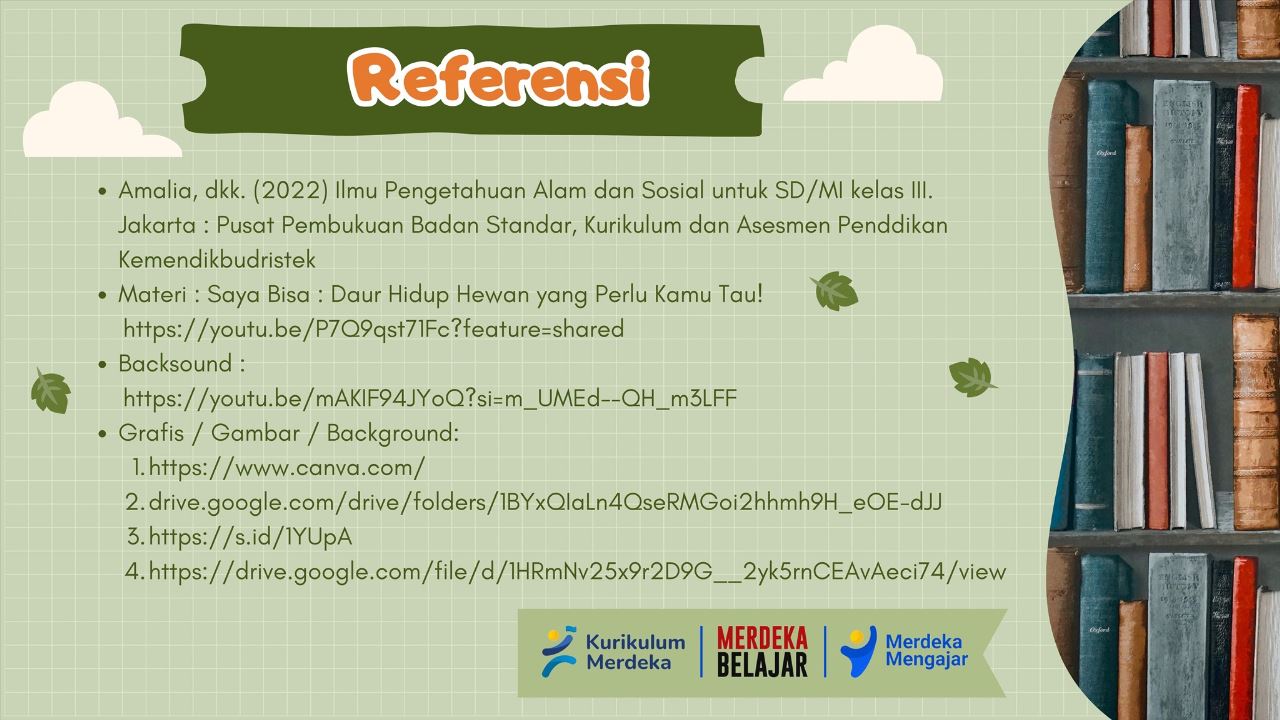 Referensi
Amalia, dkk. (2022) Ilmu Pengetahuan Alam dan Sosial untuk SD/MI kelas III.
Jakarta : Pusat Pembukuan Badan Standar, Kurikulum dan Asesmen Penddikan
Kemendikbudristek
Materi : Saya Bisa : Daur Hidup Hewan yang Perlu Kamu Tau!
https://youtu.be/P7Q9qst71Fc?feature=shared
Backsound :
https://youtu.be/mAKIF94JYoQ?si=m_UMEd--QH_m3LFF
Grafis / Gambar / Background:
1. https://www.canva.com/
2. drive.google.com/drive/folders/1BYxQlaLn4QseRMGoi2hhmh9H_eOE-dJJ
3. https://s.id/1YUpA
4. https://drive.google.com/file/d/1HRmNv25x9r2D9G__2yk5rnCEAvAeci74/view
Kurikulum
Merdeka
MERDEKA
BELAJAR
Merdeka
Mengajar
ENGLISH
HISTORY
Oxford
Oxford